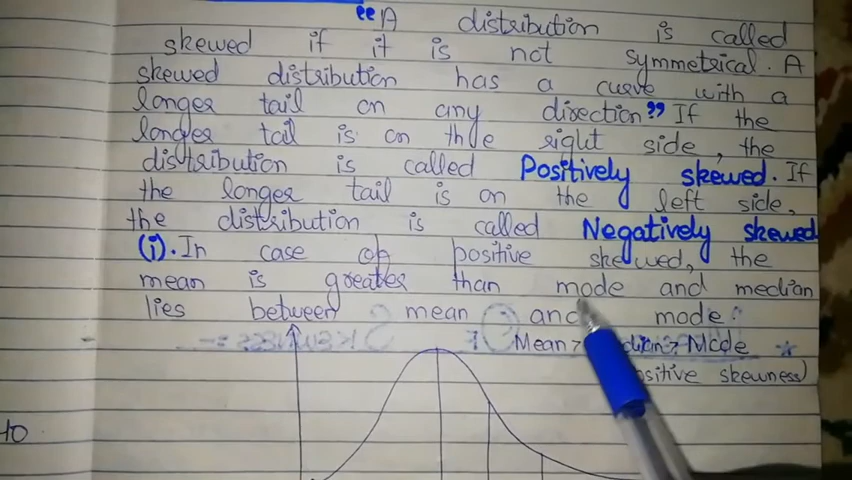 “A distribution is called
skewed if it is not symmetrical. A
skewed distribution has a curve with a
longer tail on any direction” If the
longer tail is on the right side, the
distribution is called Positively skewed. If
the longer tail is on the left side,
the distribution is called Negatively skewed
(i). In case of positive skewed, the
mean is greater than mode and median
lies between mean and mode.
Mean > > Mode
skewness)